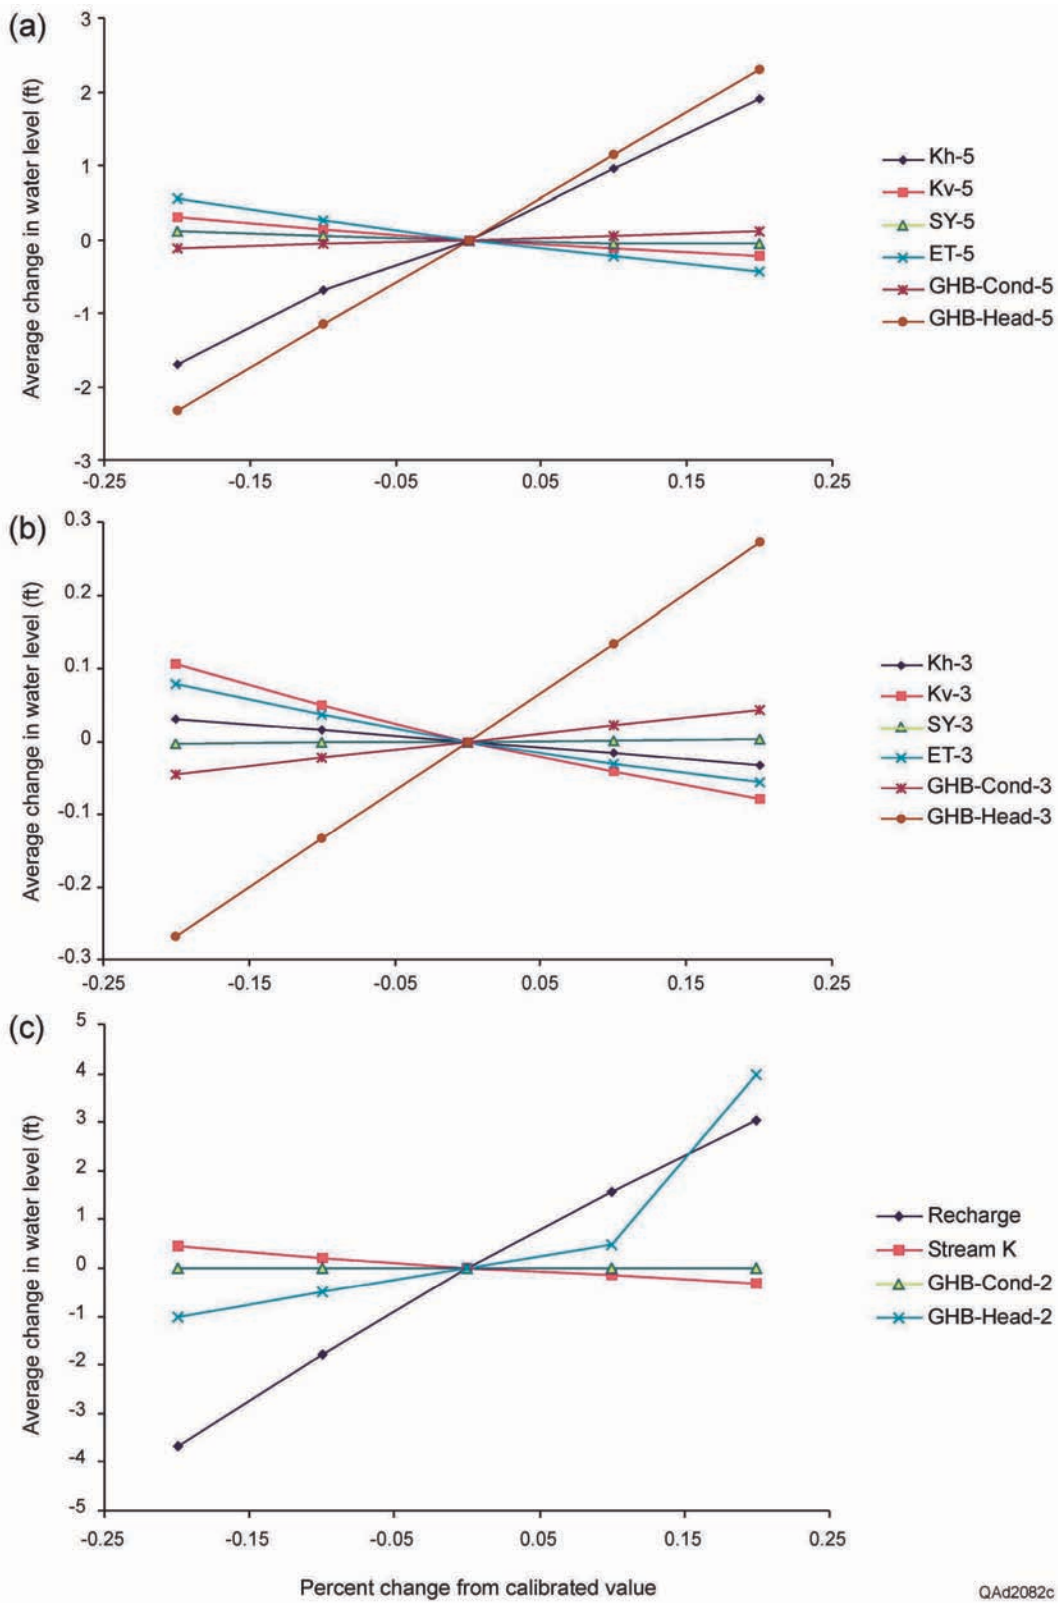 (a)
Average change in water level (ft)
3
2
1
0
-1
-2
-3
-0.25
-0.15
-0.05
0.05
0.15
0.25
Kh-5
Kv-5
SY-5
ET-5
GHB-Cond-5
GHB-Head-5
(b)
Average change in water level (ft)
0.3
0.2
0.1
0
-0.1
-0.2
-0.3
-0.25
-0.15
-0.05
0.05
0.15
0.25
Kh-3
Kv-3
SY-3
ET-3
GHB-Cond-3
GHB-Head-3
(c)
Average change in water level (ft)
5
4
3
2
1
0
-1
-2
-3
-4
-5
-0.25
-0.15
-0.05
0.05
0.15
0.25
Recharge
Stream K
GHB-Cond-2
GHB-Head-2
Percent change from calibrated value
QAd2082c